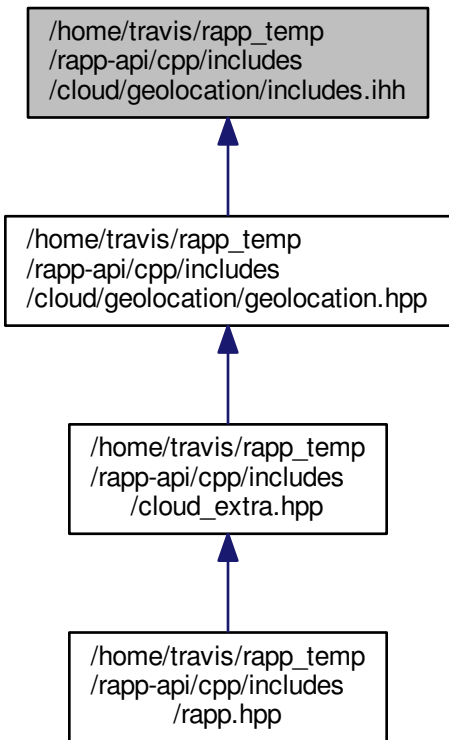 /home/travis/rapp_temp
/rapp-api/cpp/includes
/cloud/geolocation/includes.ihh
/home/travis/rapp_temp
/rapp-api/cpp/includes
/cloud/geolocation/geolocation.hpp
/home/travis/rapp_temp
/rapp-api/cpp/includes
/cloud_extra.hpp
/home/travis/rapp_temp
/rapp-api/cpp/includes
/rapp.hpp